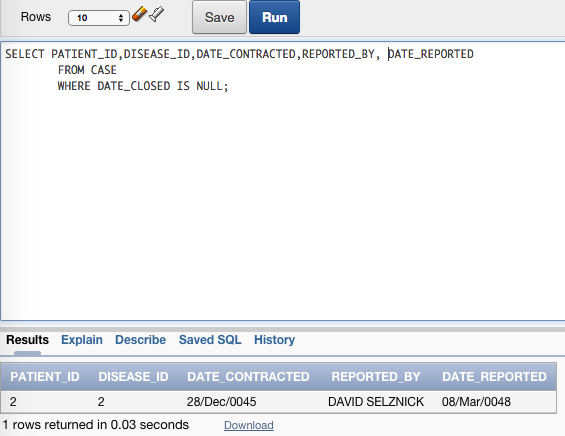 Rows 10 Save Run
SELECT PATIENT_ID,DISEASE_ID,DATE_CONTRACTED,REPORTED_BY, DATE_REPORTED
FROM CASE
WHERE DATE_CLOSED IS NULL;
Results Explain Describe Saved SQL History
PATIENT_ID DISEASE_ID DATE_CONTRACTED REPORTED_BY DATE_REPORTED
2 2 28/Dec/0045 DAVID SELZNICK 08/Mar/0048
1 rows returned in 0.03 seconds Download